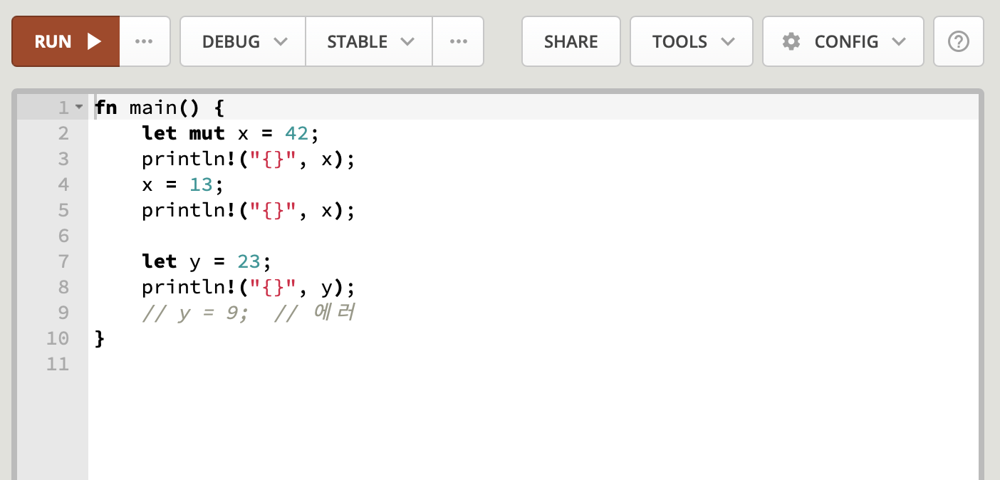 RUN ... DEBUG STABLE ... SHARE TOOLS CONFIG ?
1 fn main() {
2     let mut x = 42;
3     println!("{}", x);
4     x = 13;
5     println!("{}", x);
6
7     let y = 23;
8     println!("{}", y);
9     // y = 9;  // 에러
10 }
11